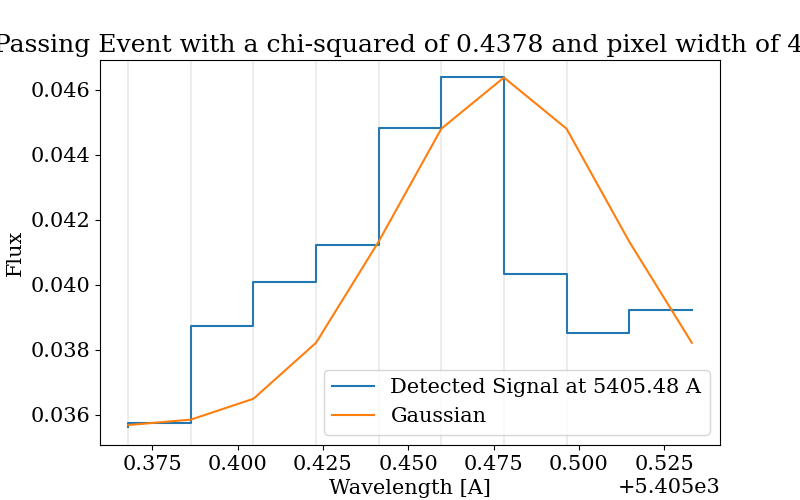 Passing Event with a chi-squared of 0.4378 and pixel width of 4
0.046
0.044
0.042
0.040
0.038
0.036
Flux
Detected Signal at 5405.48 A
Gaussian
0.375 0.400 0.425 0.450 0.475 0.500 0.525
Wavelength [A]
+5.405e3